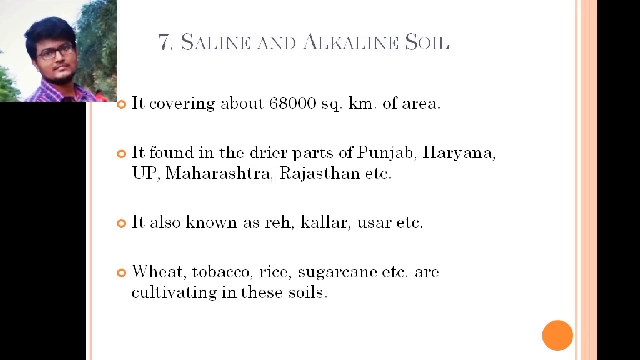 7. SALINE AND ALKALINE SOIL
It covering about 68000 sq. km. of area.
It found in the drier parts of Punjab, Haryana,
UP, Maharashtra, Rajasthan etc.
It also known as reh, kallar, usar etc.
Wheat, tobacco, rice, sugarcane etc. are
cultivating in these soils.